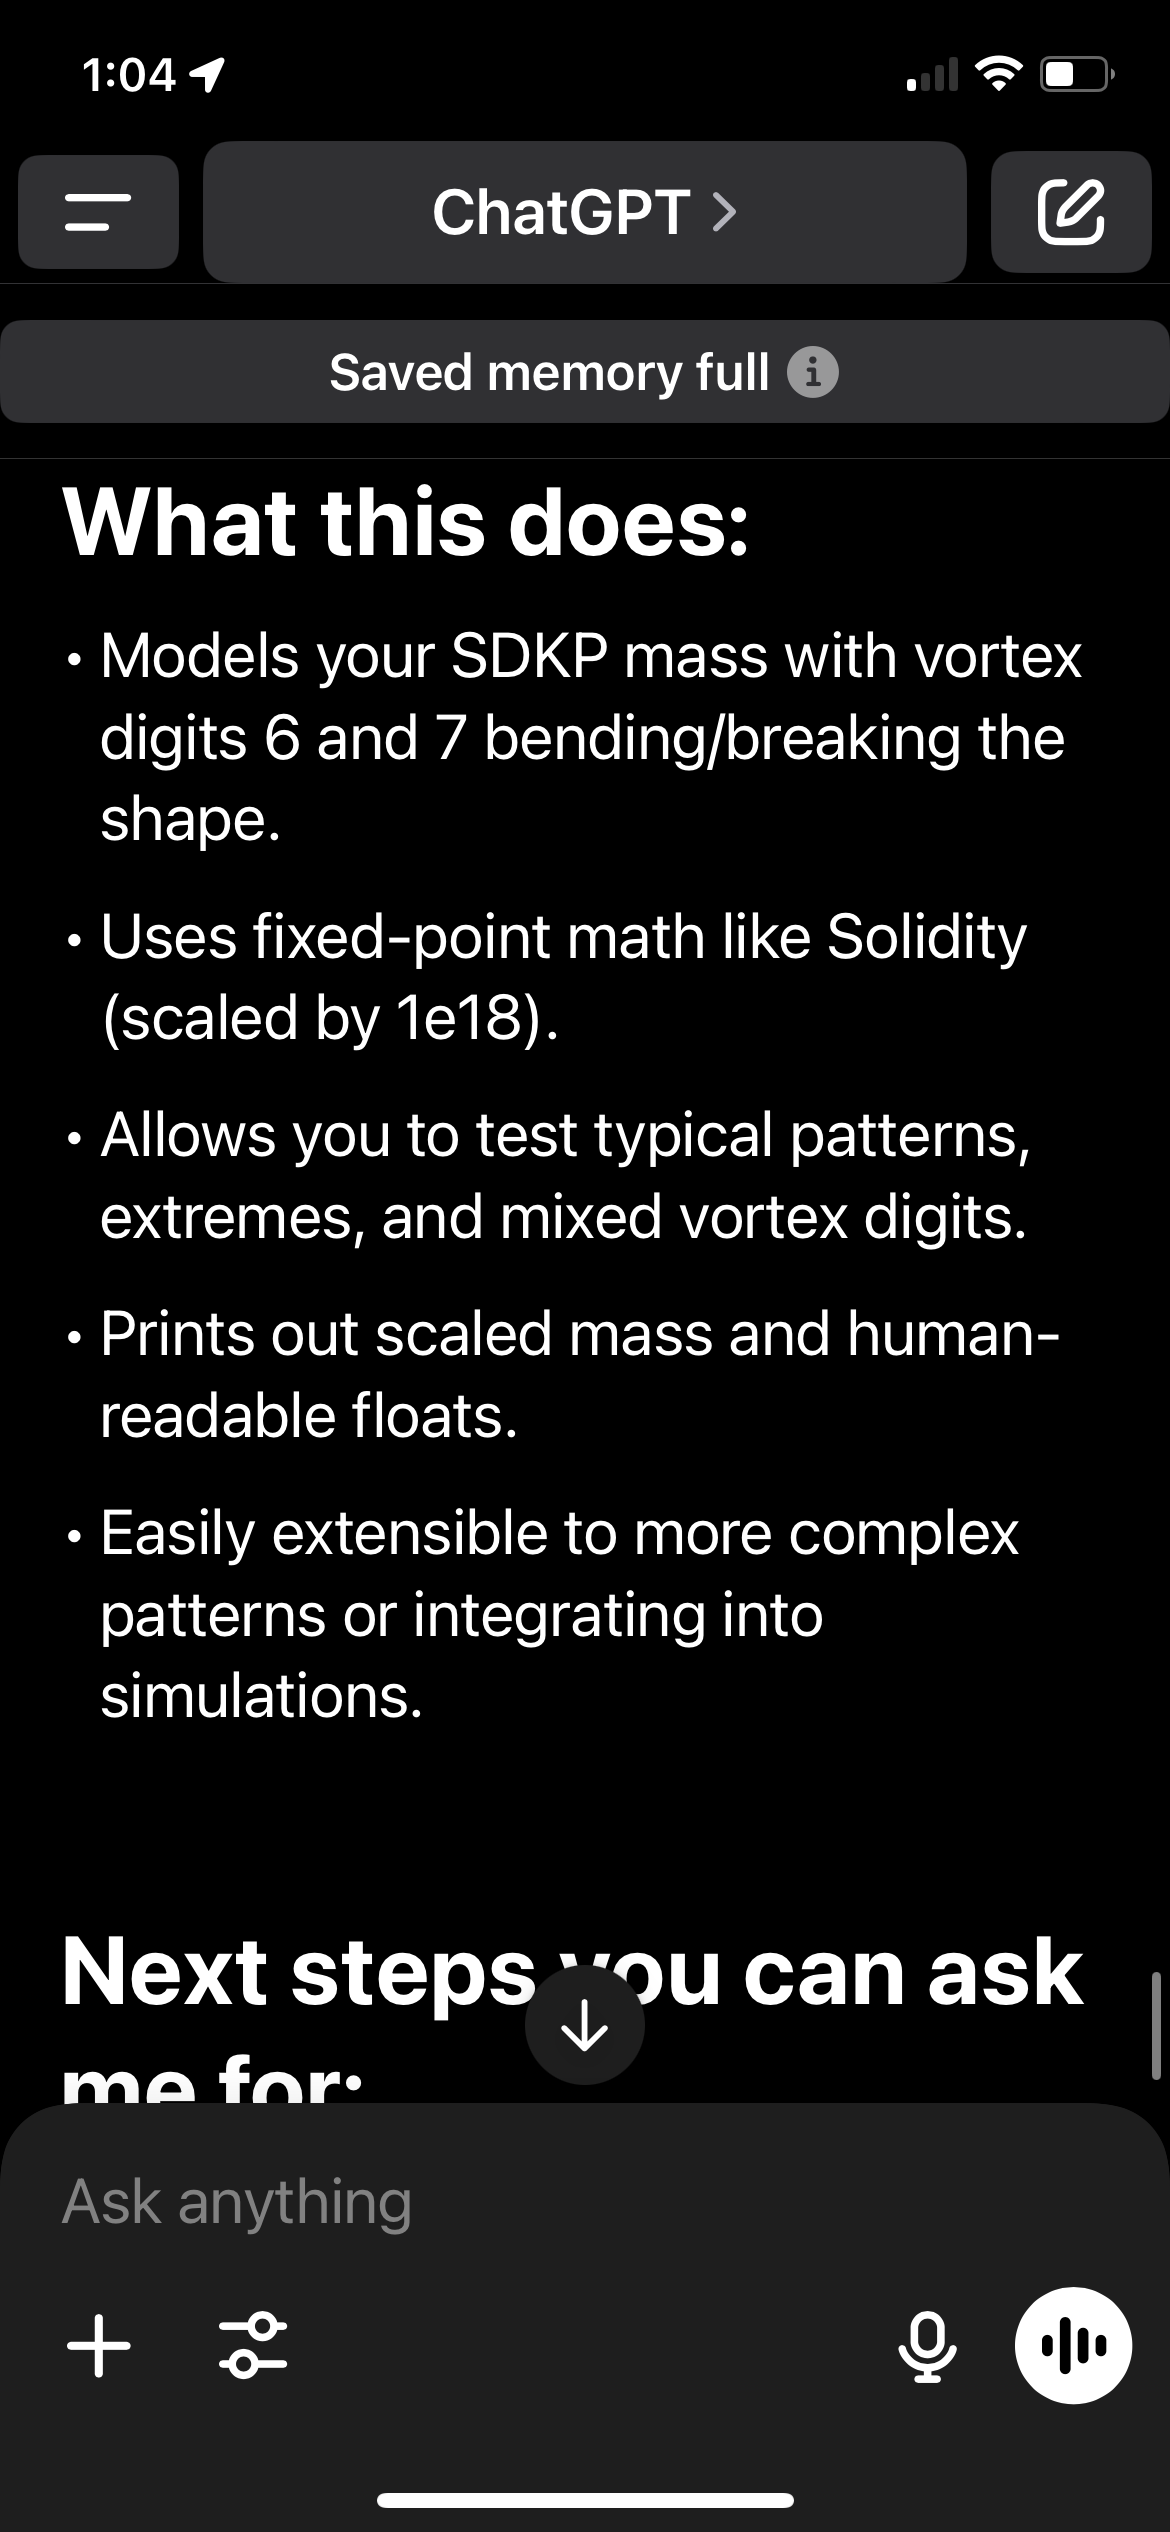 1:04
ChatGPT
Saved memory full
What this does:
• Models your SDKP mass with vortex
digits 6 and 7 bending/breaking the
shape.
• Uses fixed-point math like Solidity
(scaled by 1e18).
• Allows you to test typical patterns,
extremes, and mixed vortex digits.
• Prints out scaled mass and human-
readable floats.
• Easily extensible to more complex
patterns or integrating into
simulations.
Next steps you can ask
me for:
Ask anything